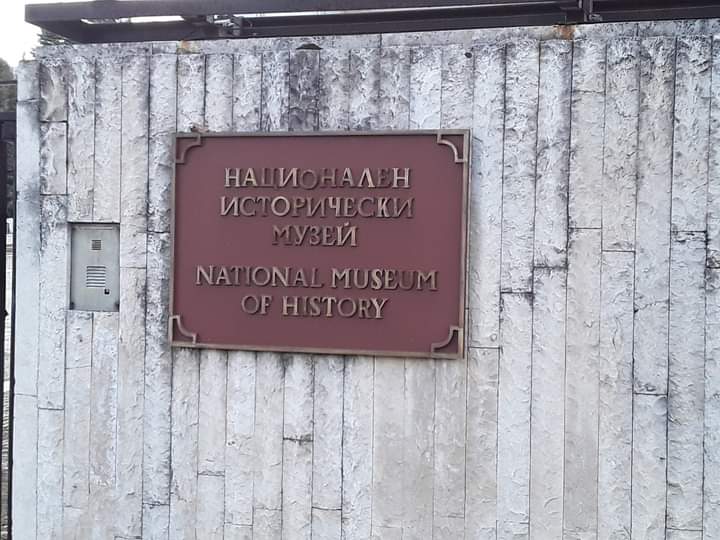 НАЦИОНАЛЕН
ИСТОРИЧЕСКИ
МУЗЕЙ
NATIONAL MUSEUM
OF HISTORY